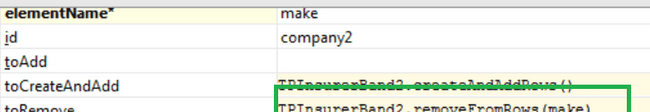 elementName* make
id company2
toAdd
toCreateAndAdd TPInsurerBand2.createAndAddRows()
toRemove TPInsurerBand2.removeFromRows(make)